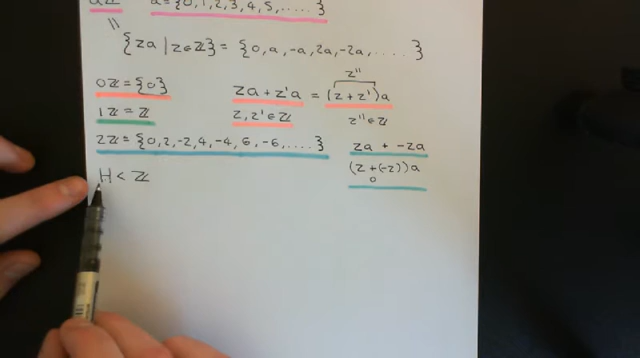 aℤ a = {0, 1, 2, 3, 4, 5, .....}
=
{za | z∈ℤ} = {0, a, -a, 2a, -2a, ....}
z''
0ℤ = {0} za + z'a = (z + z')a
1ℤ = ℤ z, z' ∈ ℤ z'' ∈ ℤ
2ℤ = {0, 2, -2, 4, -4, 6, -6, ....} za + -za
(z + (-z))a
0
H < ℤ